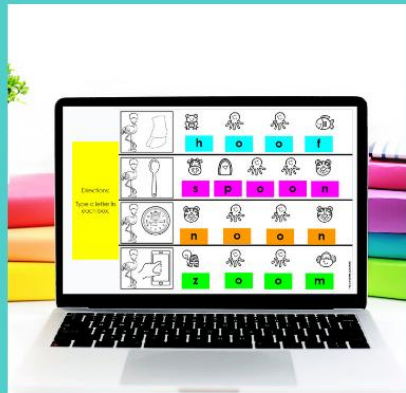 Directions:
Type a letter in
each box.
h o o f
s p o o n
n o o n
z o o m